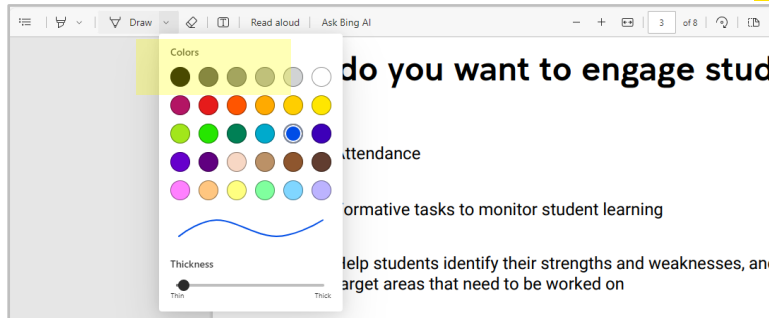 Draw Read aloud Ask Bing AI 3 of 8
Colors
do you want to engage stud
Attendance
ormative tasks to monitor student learning
Help students identify their strengths and weaknesses, an
arget areas that need to be worked on
Thickness
Thin Thick